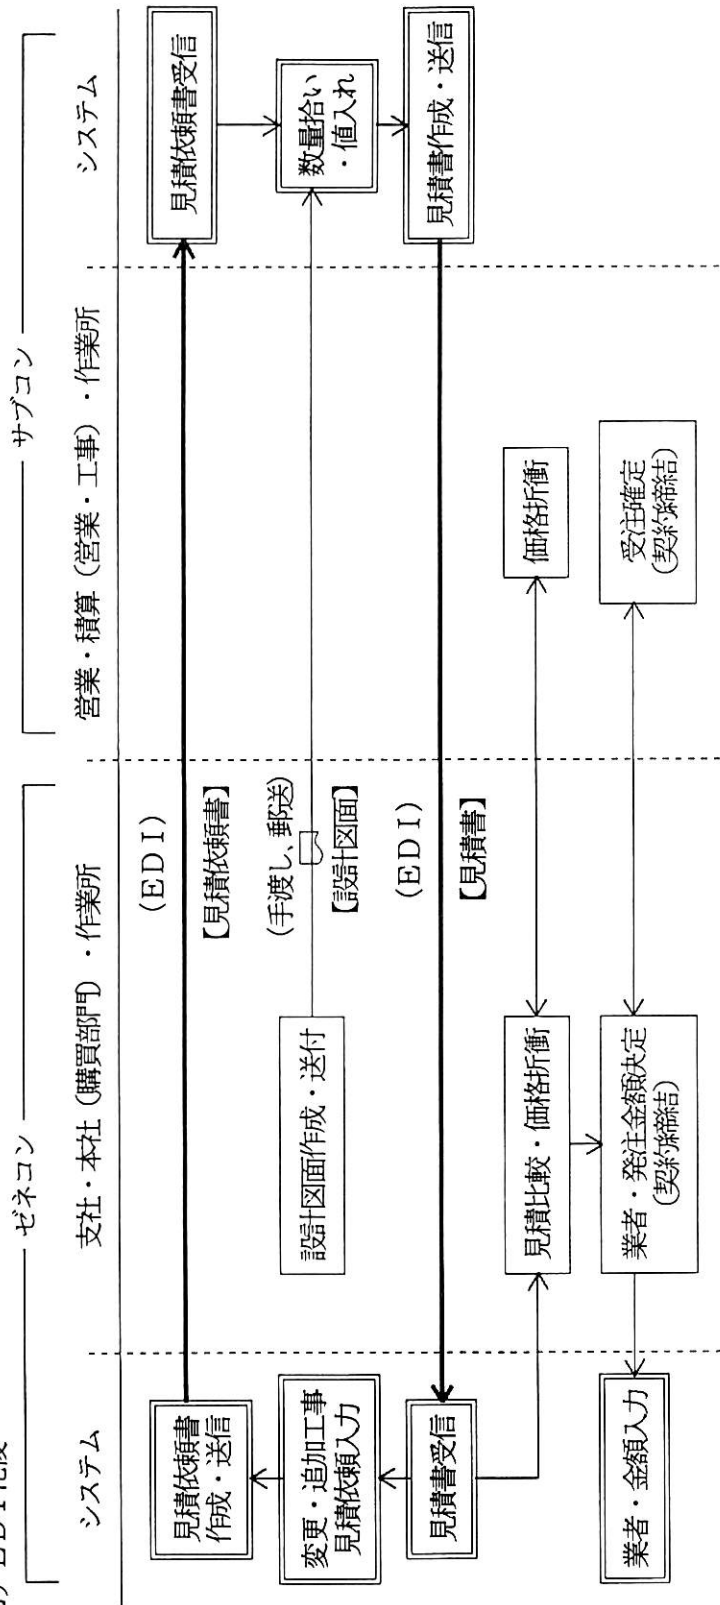 ＥＤＩ化後
ゼネコン
サブコン
システム
支社・本社（購買部門）・作業所
営業・積算（営業・工事）・作業所
システム
見積依頼書
作成・送信
（ＥＤＩ）
【見積依頼書】
見積依頼書受信
変更・追加工事
見積依頼入力
設計図面作成・送付
（手渡し、郵送）
【設計図面】
数量拾い
・値入れ
見積書受信
（ＥＤＩ）
【見積書】
見積書作成・送信
見積比較・価格折衝
価格折衝
業者・金額入力
業者・発注金額決定
（契約締結）
受注確定
（契約締結）